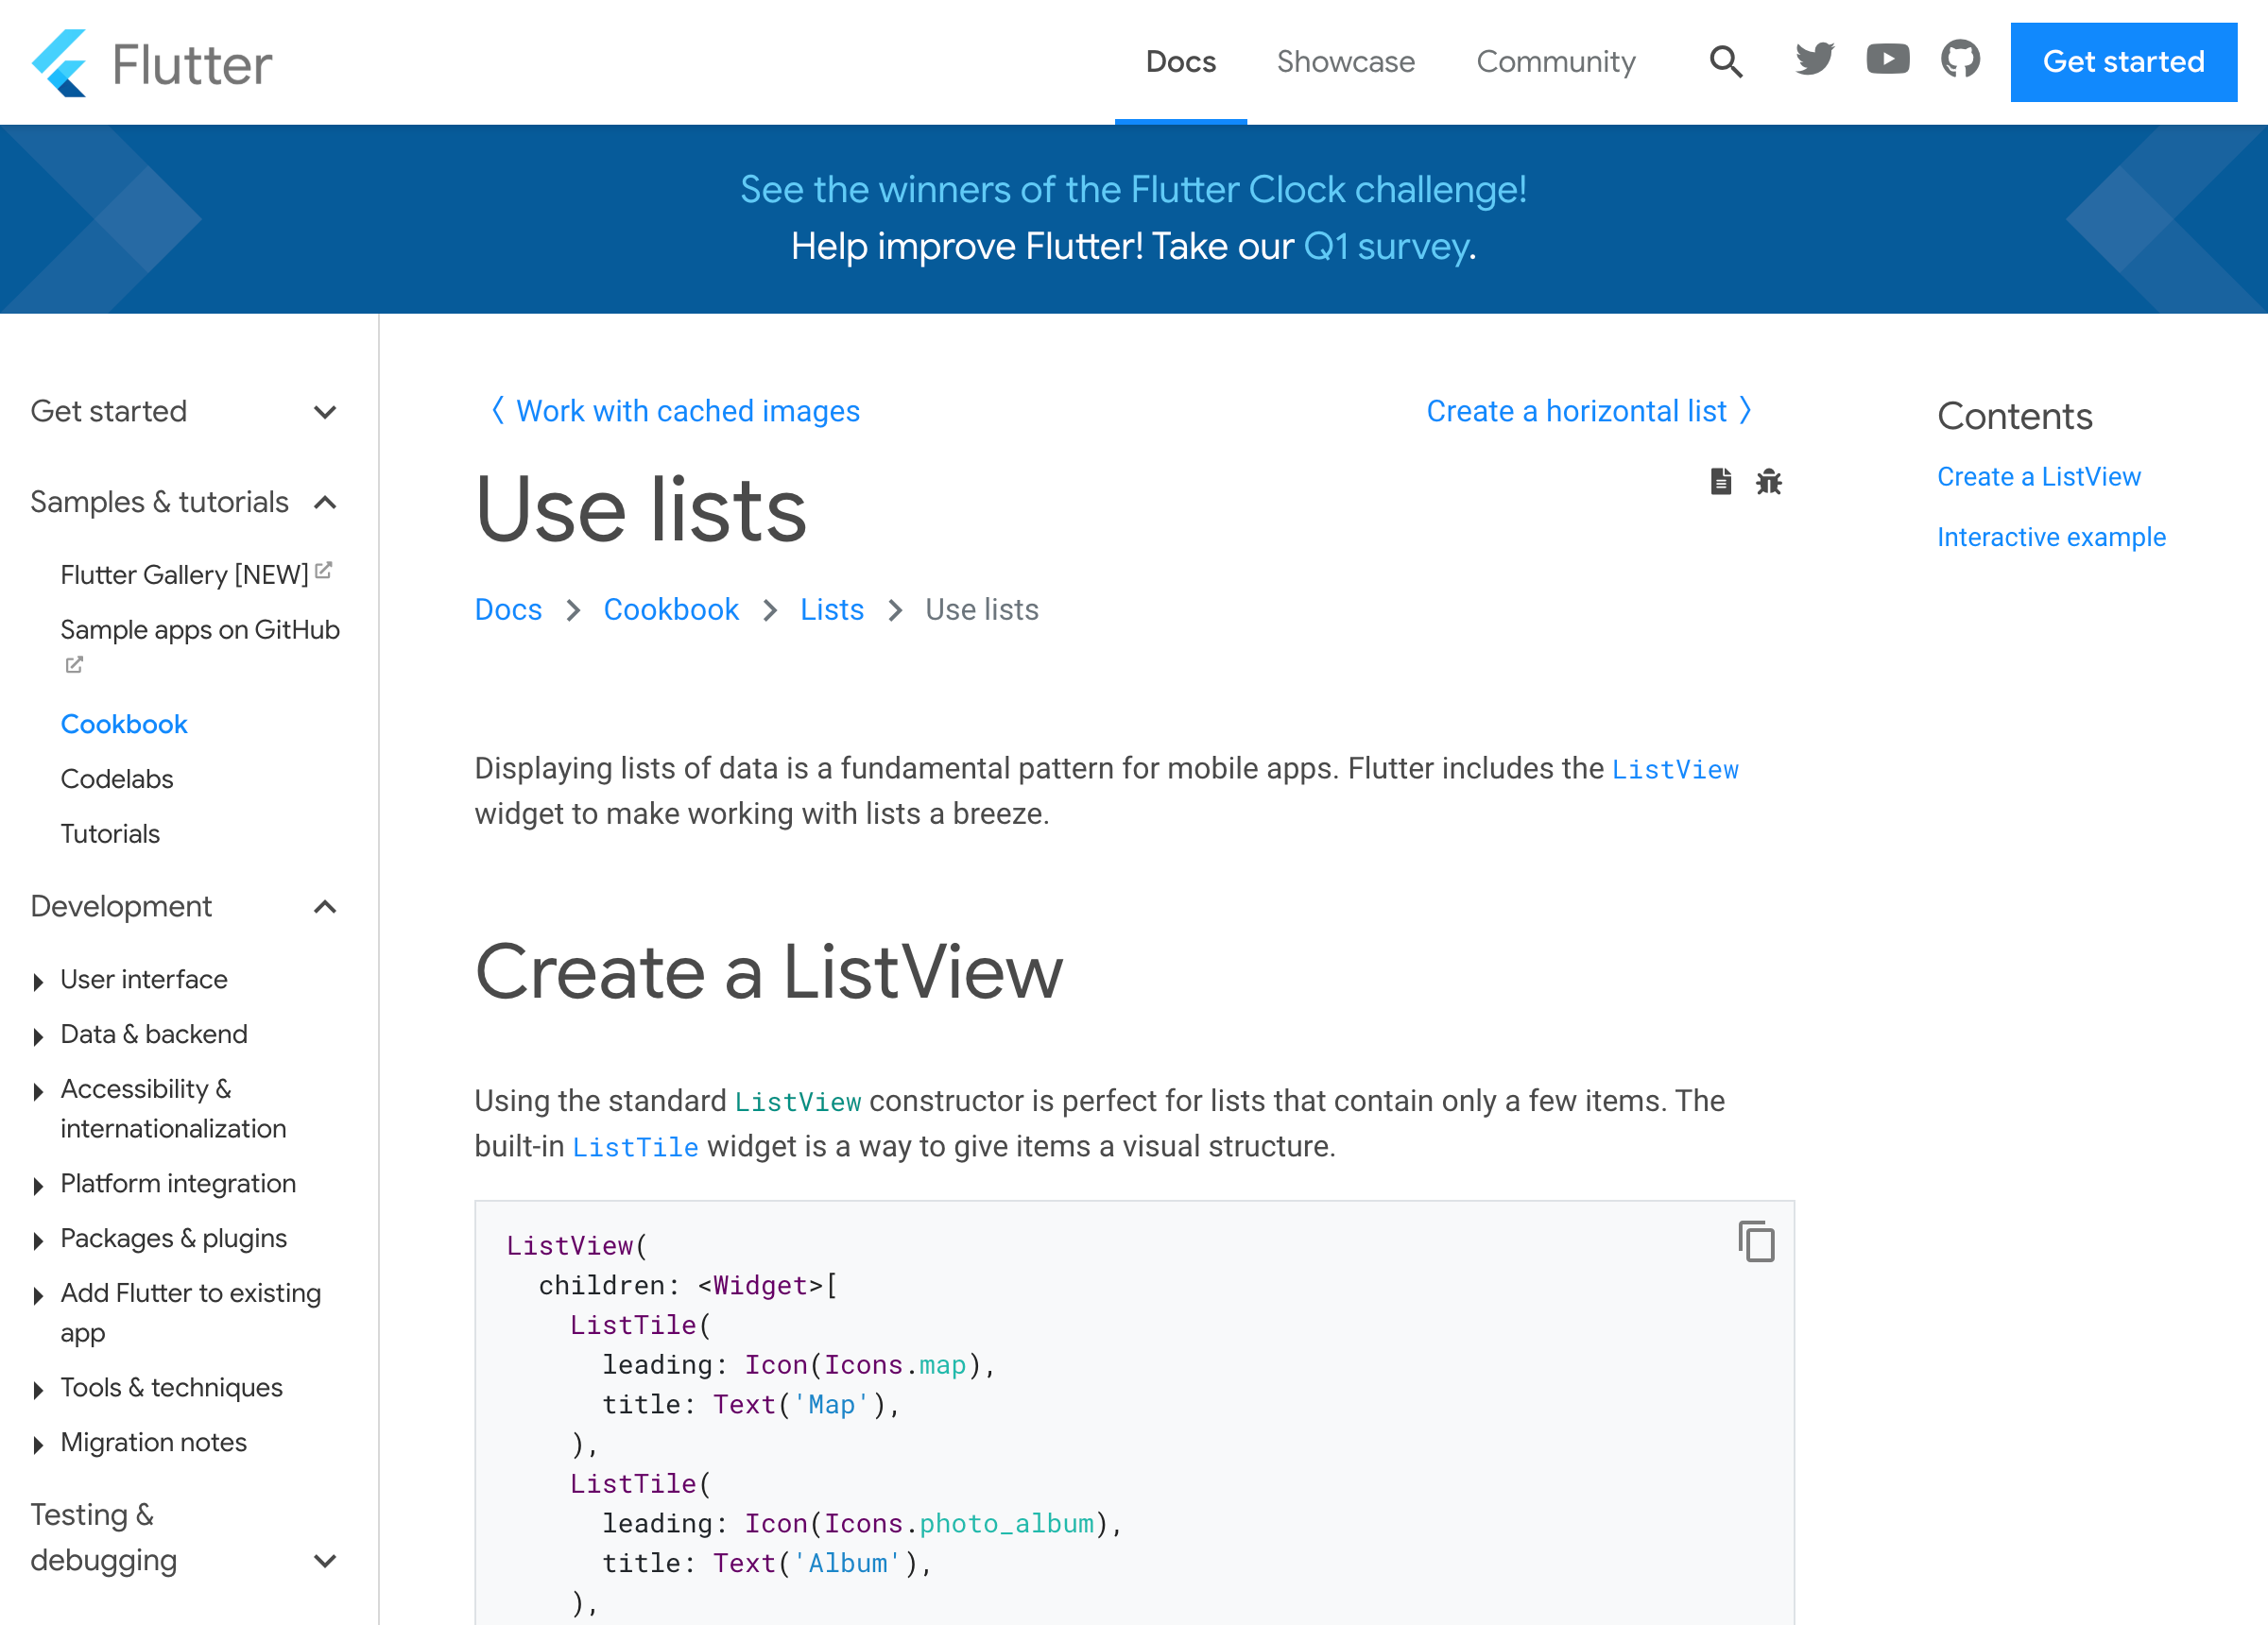 Flutter
Docs Showcase Community Get started
See the winners of the Flutter Clock challenge!
Help improve Flutter! Take our Q1 survey.
Get started
Samples & tutorials
Flutter Gallery [NEW]
Sample apps on GitHub
Cookbook
Codelabs
Tutorials
Development
User interface
Data & backend
Accessibility &
internationalization
Platform integration
Packages & plugins
Add Flutter to existing
app
Tools & techniques
Migration notes
Testing &
debugging
〈 Work with cached images
Create a horizontal list 〉
Use lists
Docs > Cookbook > Lists > Use lists
Displaying lists of data is a fundamental pattern for mobile apps. Flutter includes the ListView
widget to make working with lists a breeze.
Create a ListView
Using the standard ListView constructor is perfect for lists that contain only a few items. The
built-in ListTile widget is a way to give items a visual structure.
ListView(
  children: <Widget>[
    ListTile(
      leading: Icon(Icons.map),
      title: Text('Map'),
    ),
    ListTile(
      leading: Icon(Icons.photo_album),
      title: Text('Album'),
    ),
Contents
Create a ListView
Interactive example